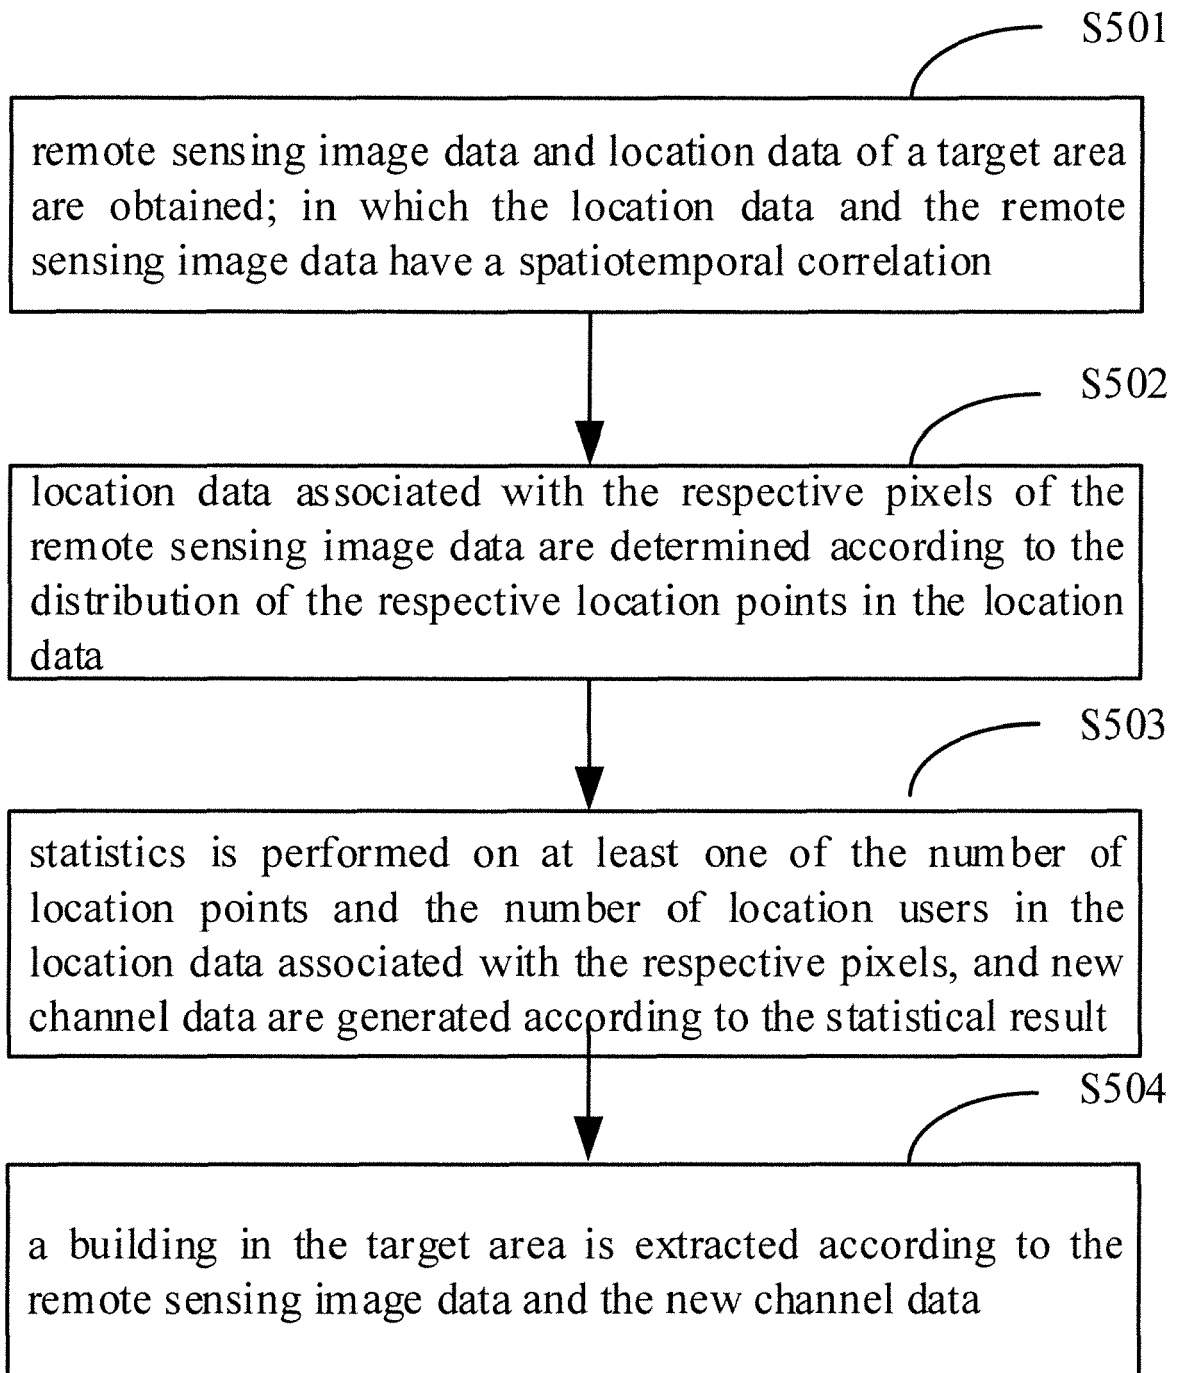 S501
remote sensing image data and location data of a target area
are obtained; in which the location data and the remote
sensing image data have a spatiotemporal correlation
S502
location data associated with the respective pixels of the
remote sensing image data are determined according to the
distribution of the respective location points in the location
data
S503
statistics is performed on at least one of the number of
location points and the number of location users in the
location data associated with the respective pixels, and new
channel data are generated according to the statistical result
S504
a building in the target area is extracted according to the
remote sensing image data and the new channel data